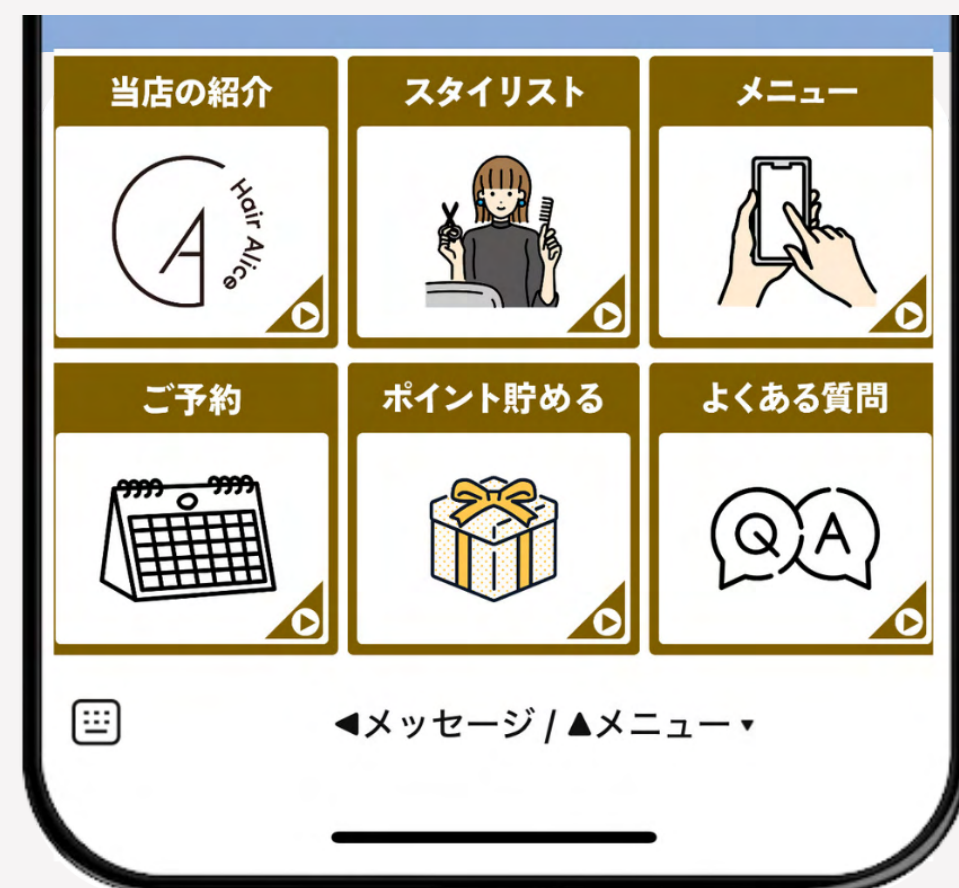 当店の紹介
スタイリスト
メニュー
A
Hair Alice
ご予約
ポイント貯める
よくある質問
Q A
◀メッセージ / ▲メニュー ▾